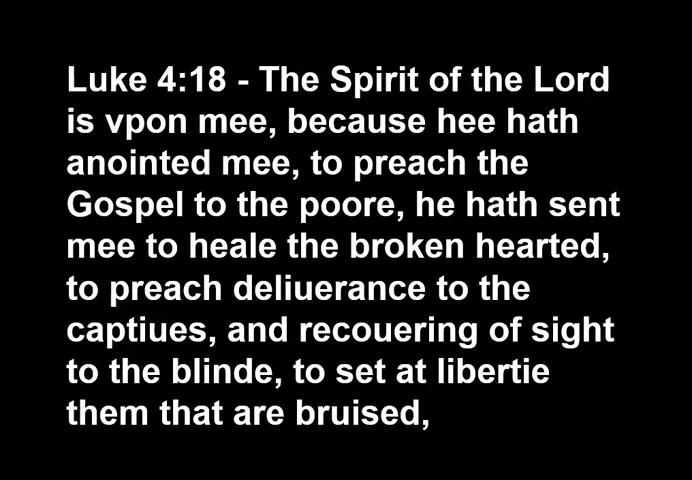 Luke 4:18 - The Spirit of the Lord
is vpon mee, because hee hath
anointed mee, to preach the
Gospel to the poore, he hath sent
mee to heale the broken hearted,
to preach deliuerance to the
captiues, and recouering of sight
to the blinde, to set at libertie
them that are bruised,